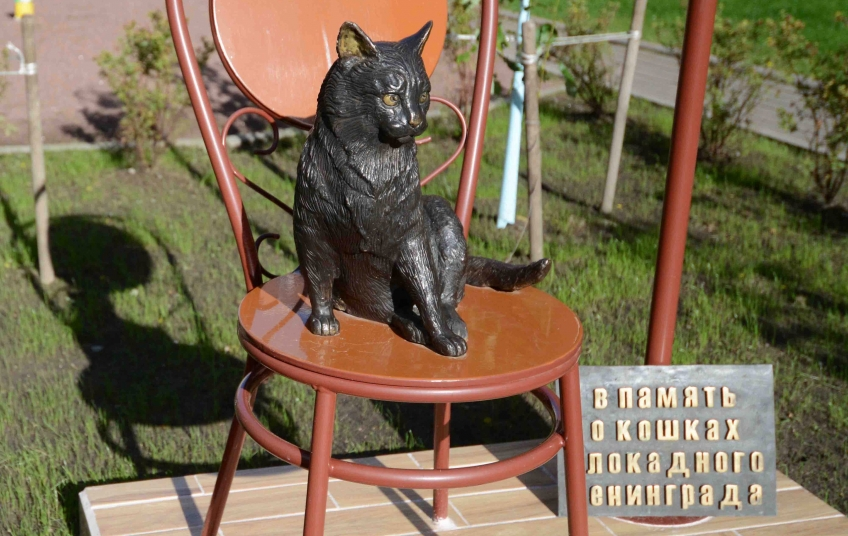 в память
о кошках
локадного
енинграда